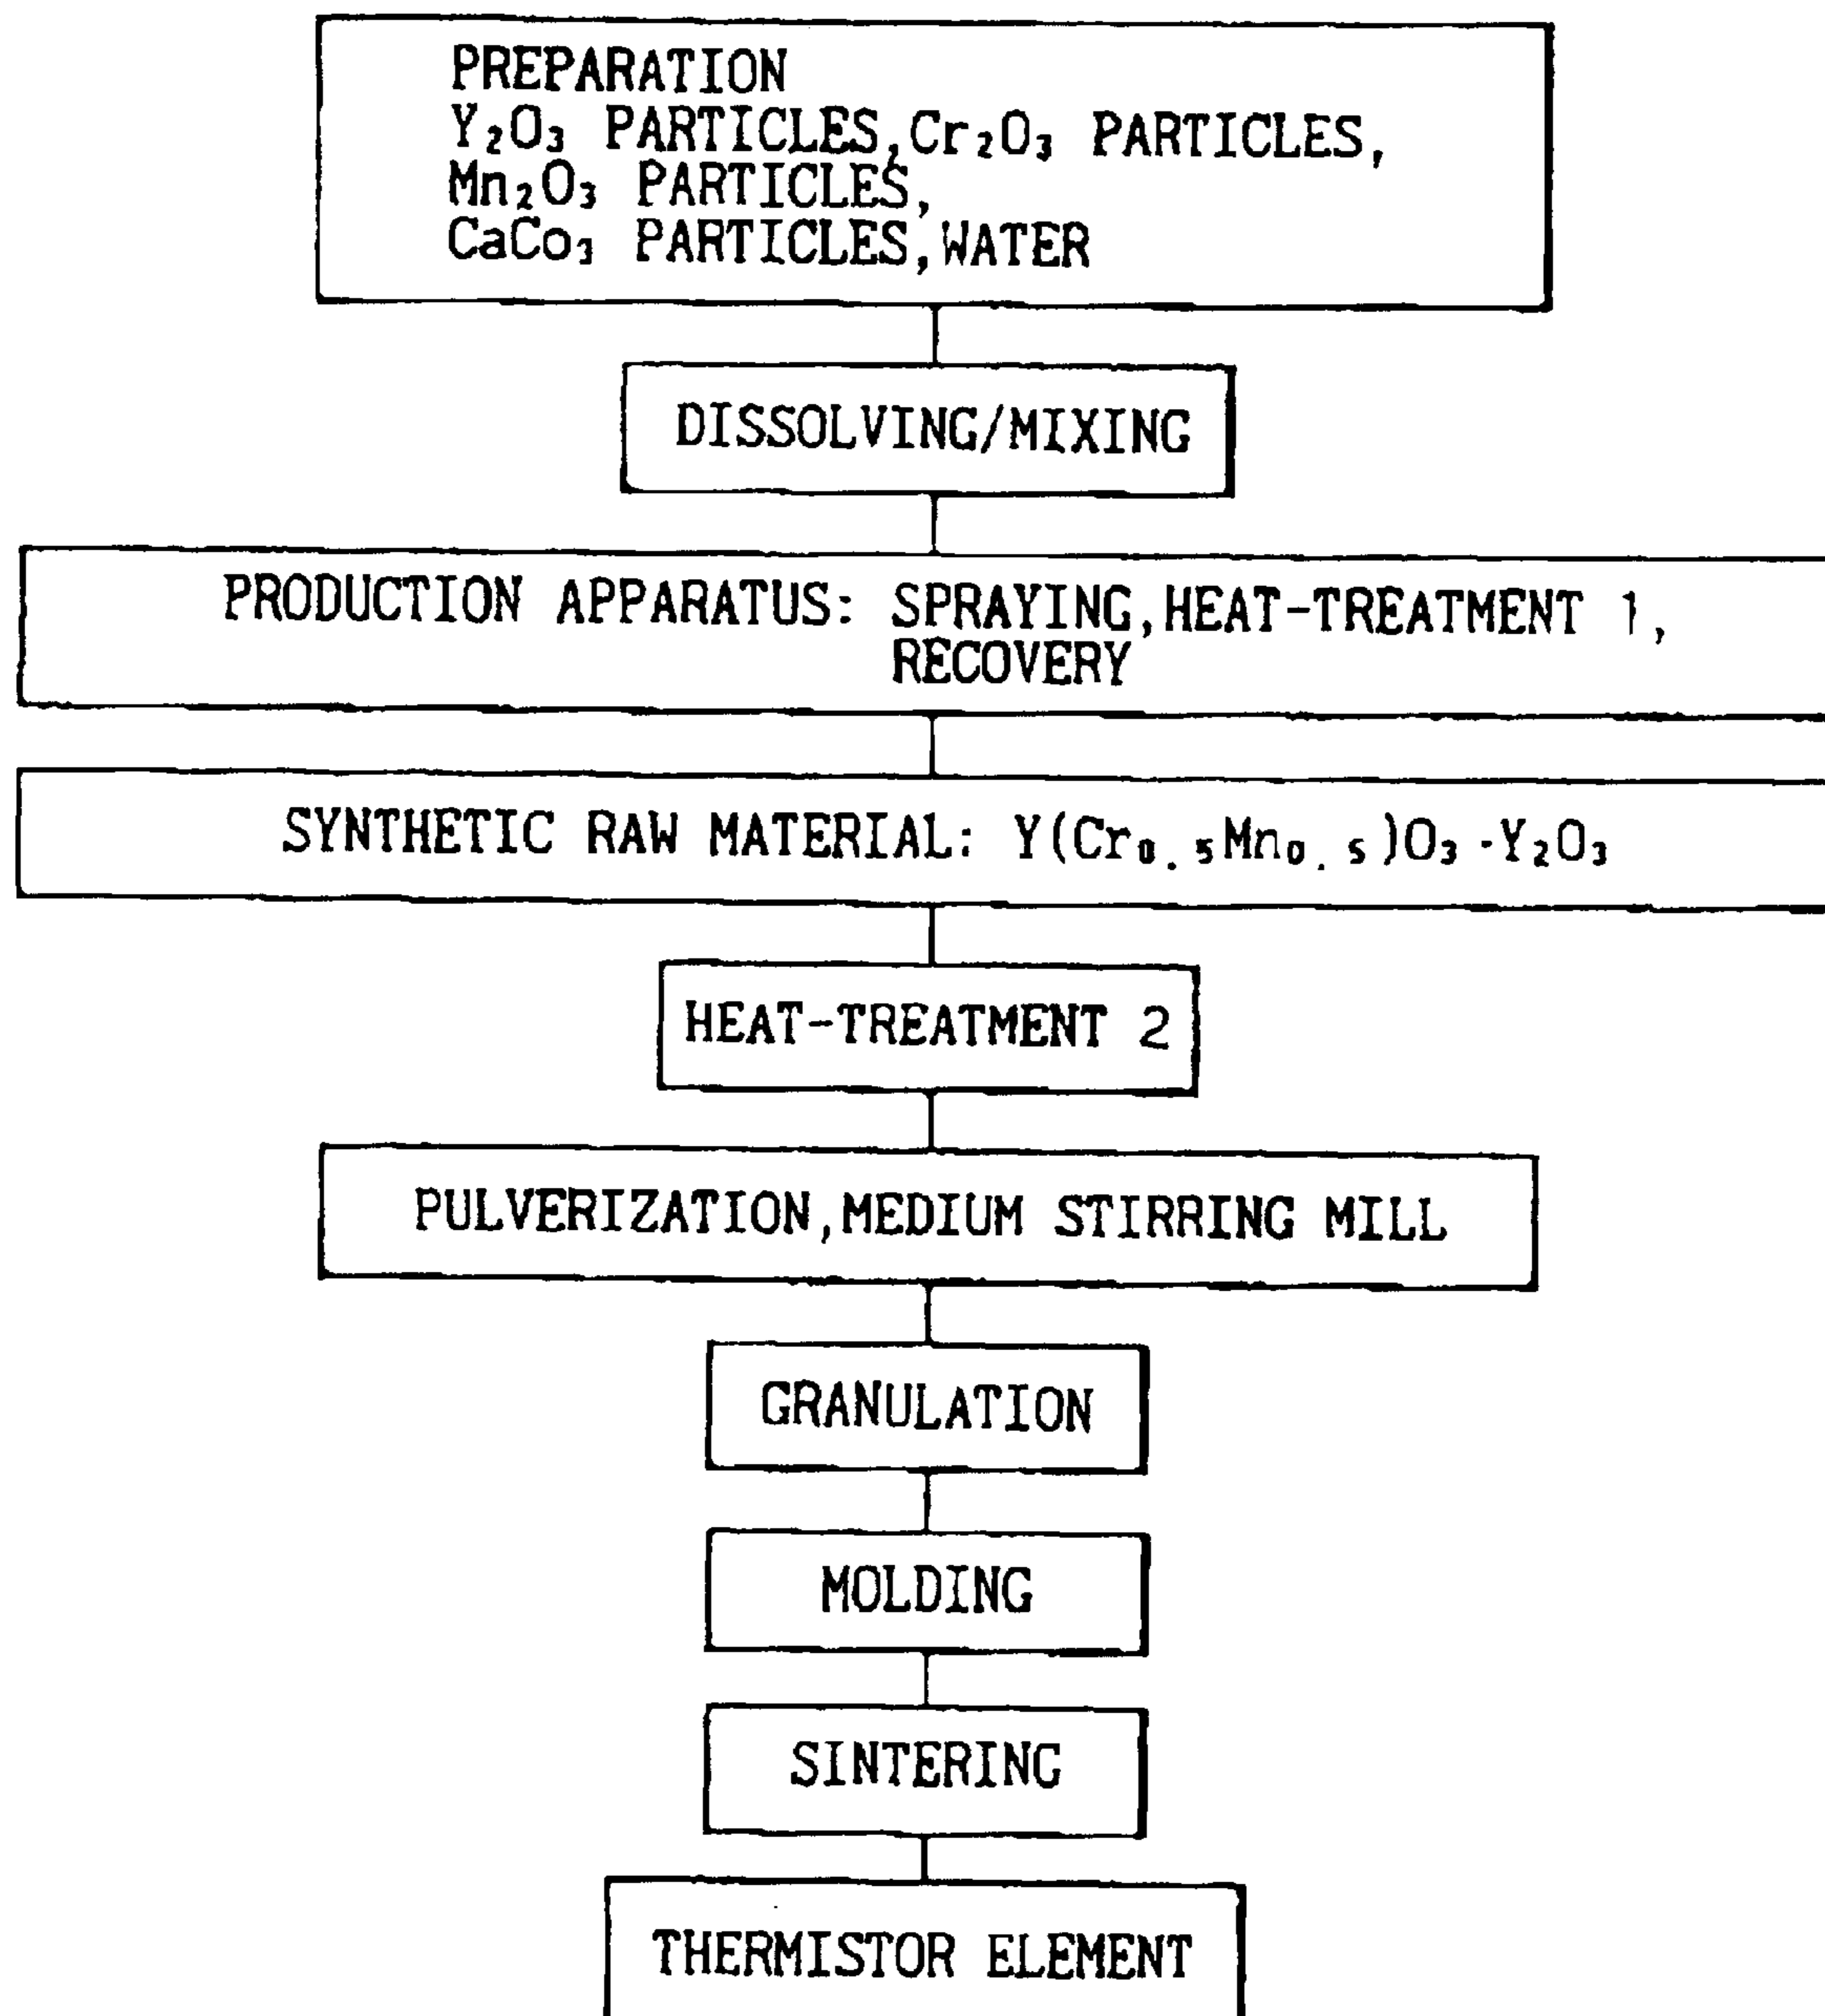 PREPARATION
Y₂O₃ PARTICLES,Cr₂O₃ PARTICLES,
Mn₂O₃ PARTICLES,
CaCo₃ PARTICLES,WATER
DISSOLVING/MIXING
PRODUCTION APPARATUS: SPRAYING,HEAT-TREATMENT 1,
RECOVERY
SYNTHETIC RAW MATERIAL: Y(Cr₀.₅Mn₀.₅)O₃·Y₂O₃
HEAT-TREATMENT 2
PULVERIZATION,MEDIUM STIRRING MILL
GRANULATION
MOLDING
SINTERING
THERMISTOR ELEMENT